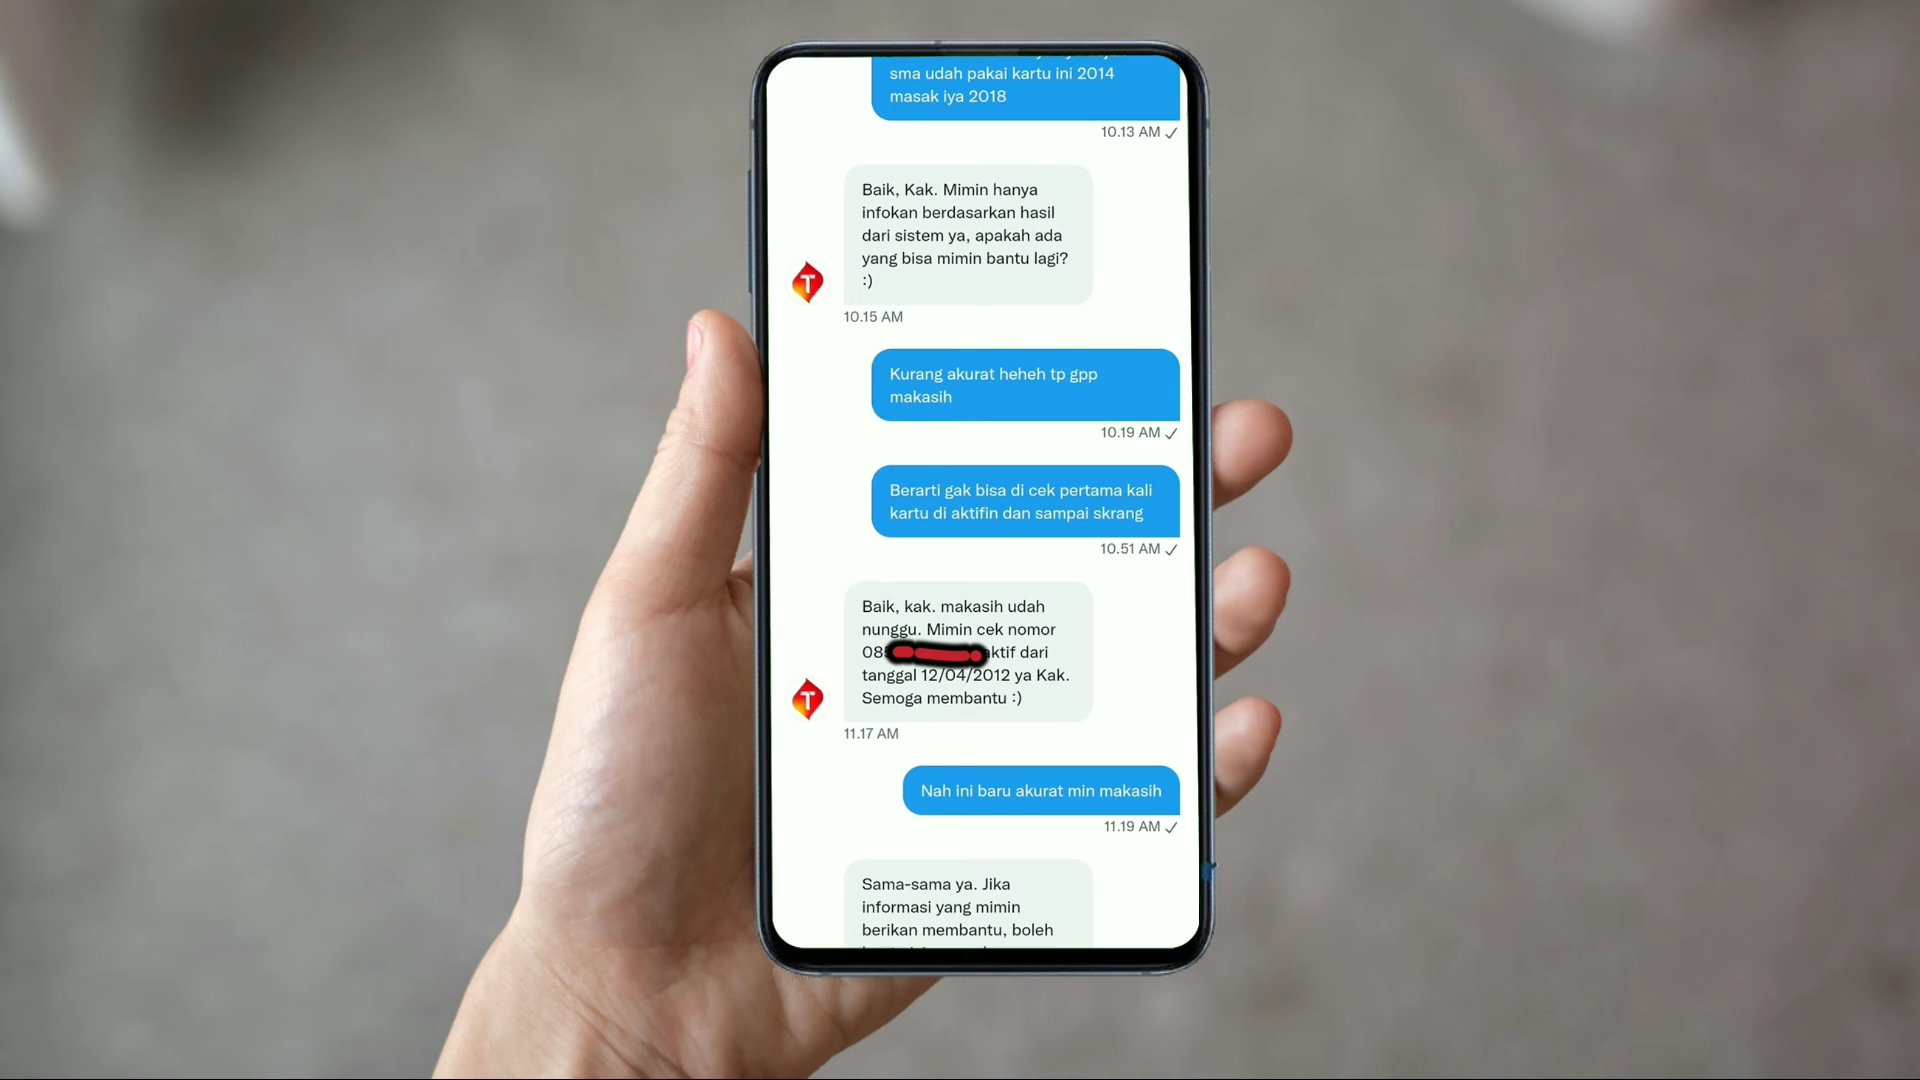 sma udah pakai kartu ini 2014
masak iya 2018
10.13 AM
Baik, Kak. Mimin hanya
infokan berdasarkan hasil
dari sistem ya, apakah ada
yang bisa mimin bantu lagi?
:)
T
10.15 AM
Kurang akurat heheh tp gpp
makasih
10.19 AM
Berarti gak bisa di cek pertama kali
kartu di aktifin dan sampai skrang
10.51 AM
Baik, kak. makasih udah
nunggu. Mimin cek nomor
08 aktif dari
tanggal 12/04/2012 ya Kak.
Semoga membantu :)
T
11.17 AM
Nah ini baru akurat min makasih
11.19 AM
Sama-sama ya. Jika
informasi yang mimin
berikan membantu, boleh